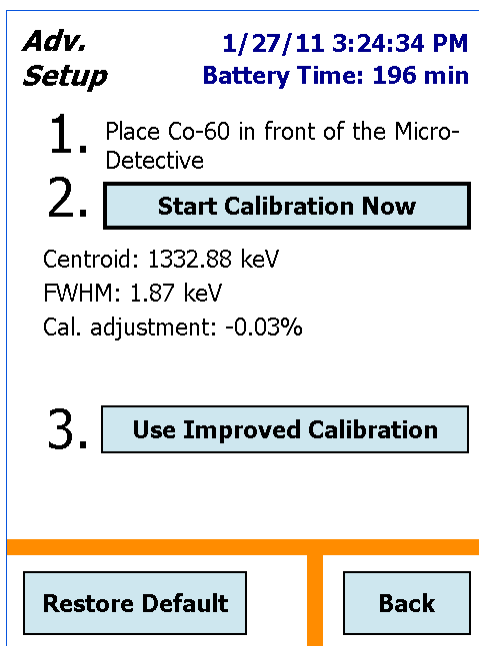 Adv. 1/27/11 3:24:34 PM
Setup Battery Time: 196 min
1. Place Co-60 in front of the Micro-
Detective
2. Start Calibration Now
Centroid: 1332.88 keV
FWHM: 1.87 keV
Cal. adjustment: -0.03%
3. Use Improved Calibration
Restore Default Back